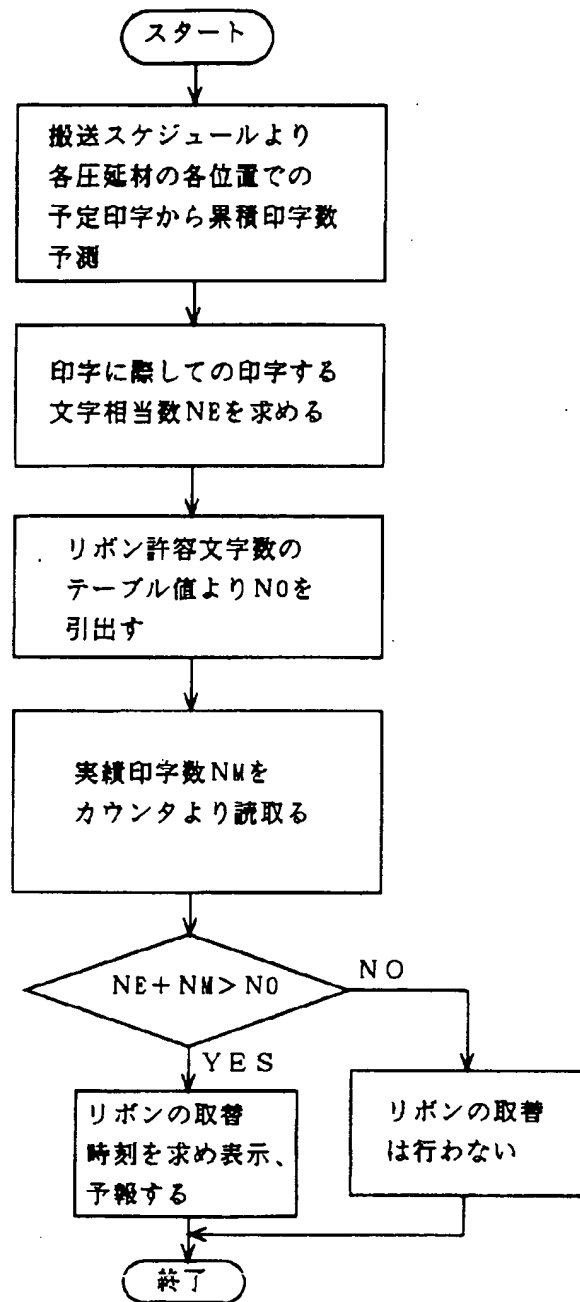 スタート
搬送スケジュールより
各圧延材の各位置での
予定印字から累積印字数
予測
印字に際しての印字する
文字相当数NEを求める
リボン許容文字数の
テーブル値よりN0を
引出す
実績印字数NMを
カウンタより読取る
NE+NM>N0
NO
YES
リボンの取替
時刻を求め表示、
予報する
リボンの取替
は行わない
終了